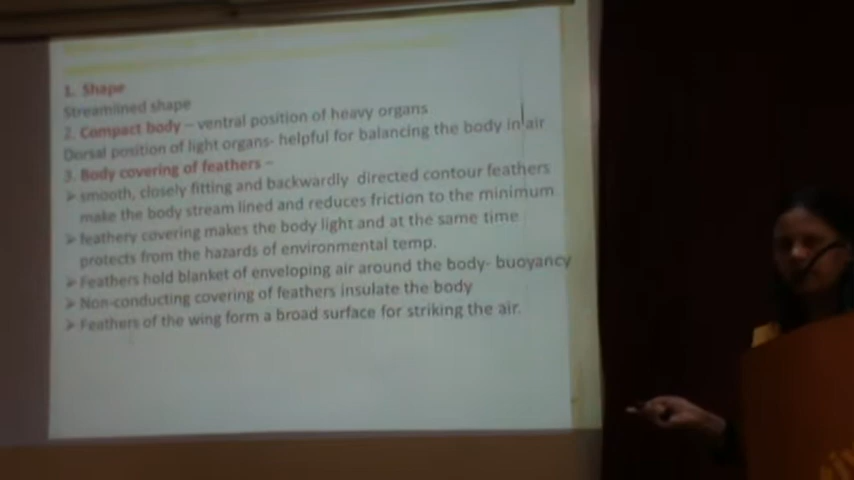 1. Shape
Streamlined shape
2. Compact body – ventral position of heavy organs
Dorsal position of light organs- helpful for balancing the body in air
3. Body covering of feathers –
➢ smooth, closely fitting and backwardly directed contour feathers
make the body stream lined and reduces friction to the minimum
➢ feathery covering makes the body light and at the same time
protects from the hazards of environmental temp.
➢ Feathers hold blanket of enveloping air around the body- buoyancy
➢ Non-conducting covering of feathers insulate the body
➢ Feathers of the wing form a broad surface for striking the air.